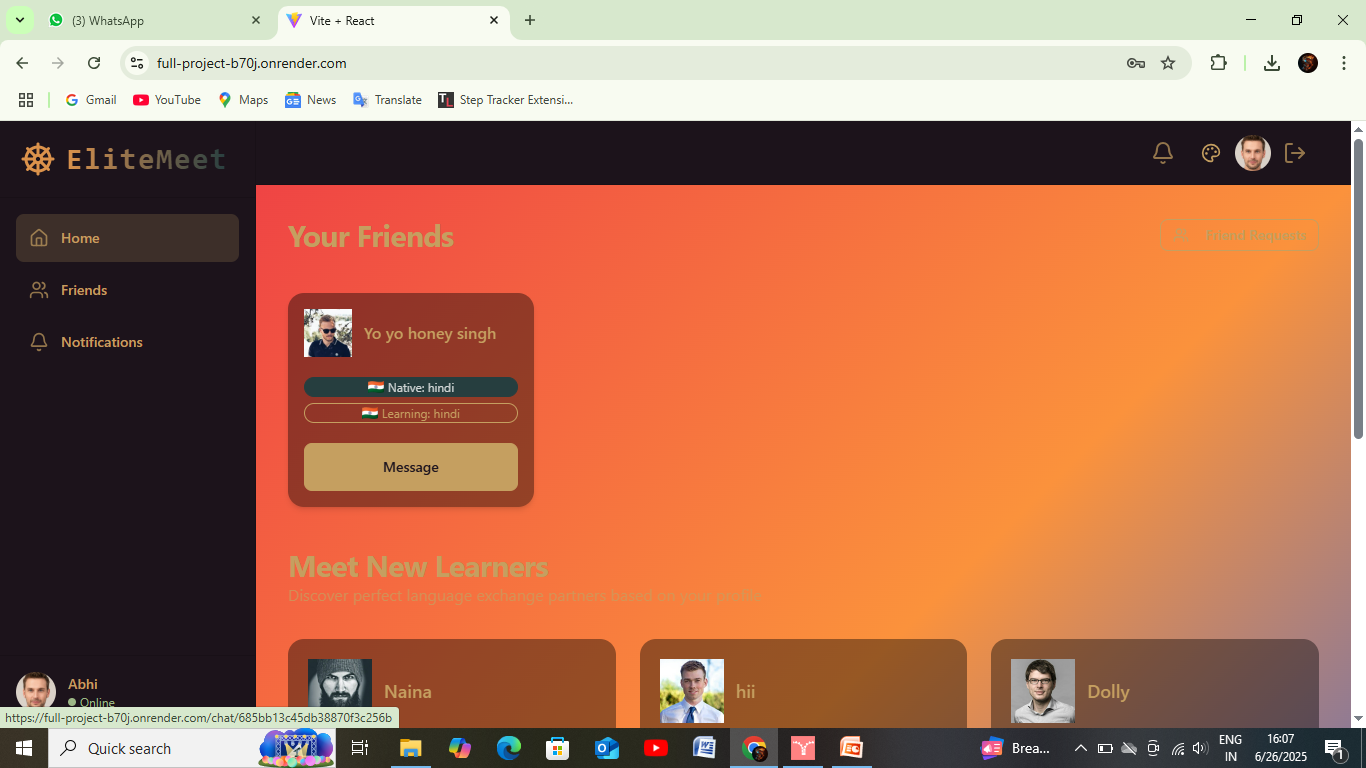 (3) WhatsApp
Vite + React
full-project-b70j.onrender.com
Gmail
YouTube
Maps
News
Translate
Step Tracker Extensi...
EliteMeet
Home
Friends
Notifications
Your Friends
Friend Requests
Yo yo honey singh
Native: hindi
Learning: hindi
Message
Meet New Learners
Discover perfect language exchange partners based on your profile
Naina
hii
Dolly
Abhi
Online
https://full-project-b70j.onrender.com/chat/685bb13c45db38870f3c256b
Quick search
Brea...
ENG
IN
16:07
6/26/2025
1